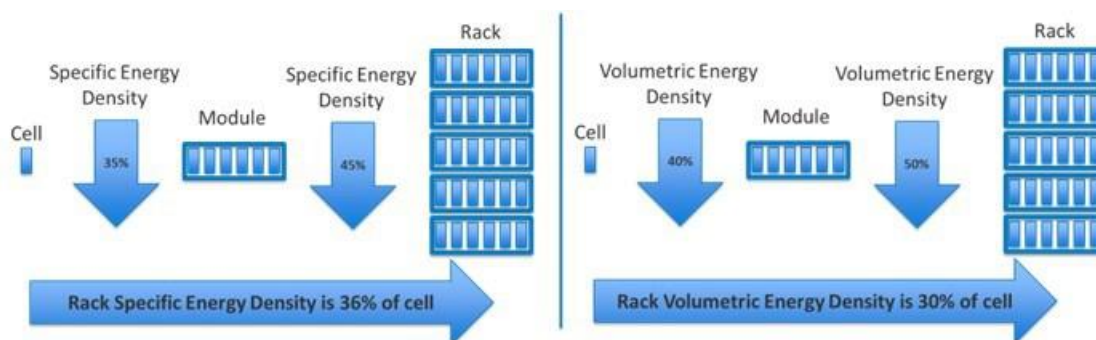 Rack
Specific Energy
Density
Specific Energy
Density
Cell
Module
35%
45%
Rack Specific Energy Density is 36% of cell
Rack
Volumetric Energy
Density
Volumetric Energy
Density
Cell
Module
40%
50%
Rack Volumetric Energy Density is 30% of cell